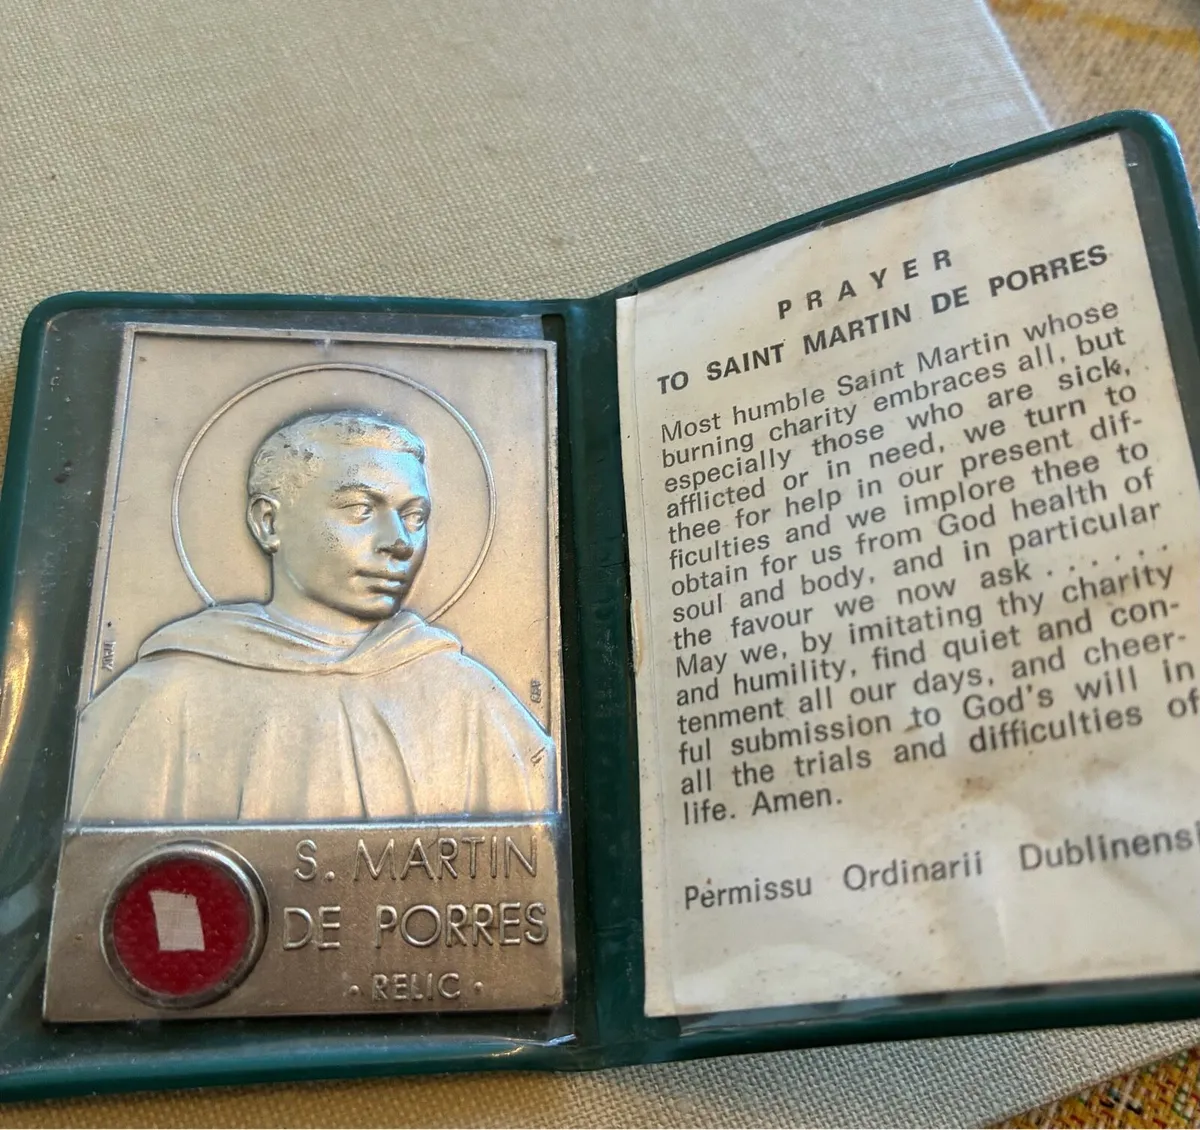 S. MARTIN
DE PORRES
· RELIC ·
PRAYER
TO SAINT MARTIN DE PORRES
Most humble Saint Martin whose
burning charity embraces all, but
especially those who are sick,
afflicted or in need, we turn to
thee for help in our present dif-
ficulties and we implore thee to
obtain for us from God health of
soul and body, and in particular
the favour we now ask . . . . . .
May we, by imitating thy charity
and humility, find quiet and con-
tenment all our days, and cheer-
ful submission to God's will in
all the trials and difficulties of
life. Amen.
Permissu Ordinarii Dublinensi